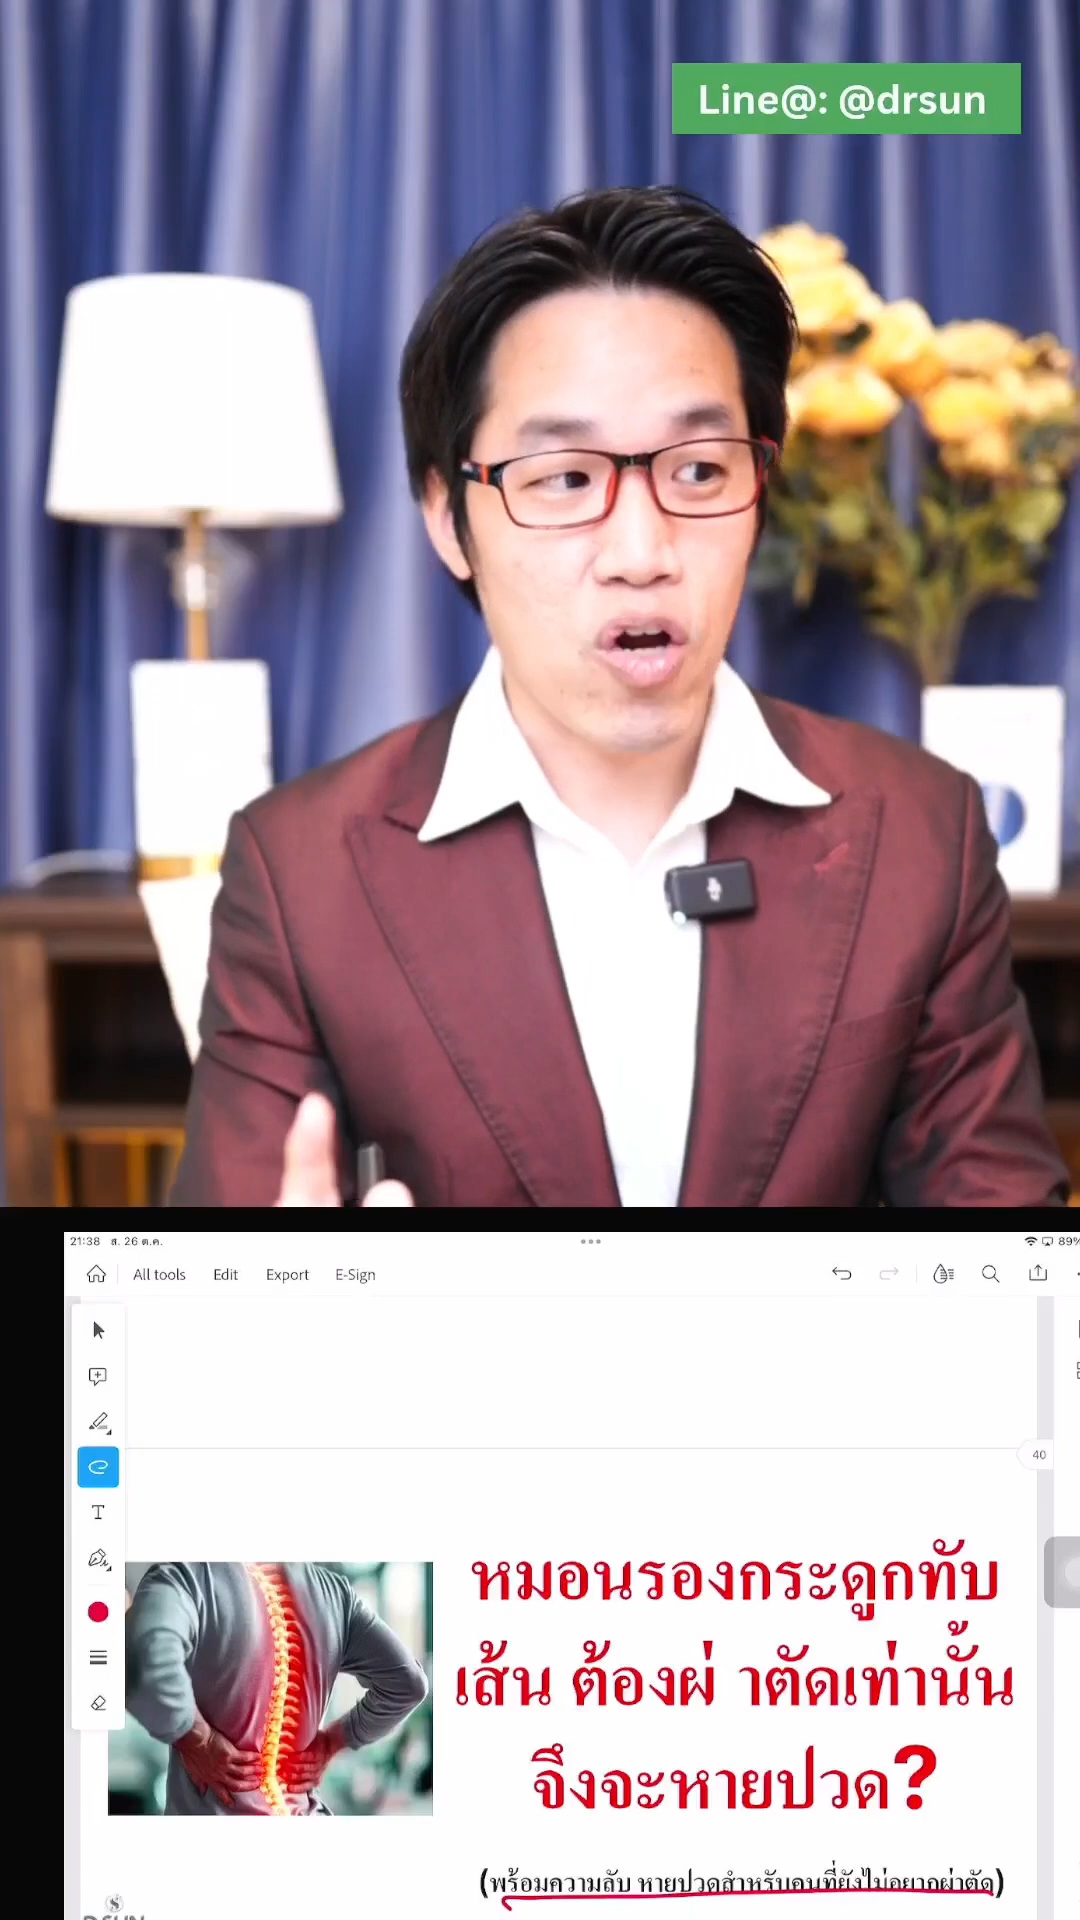 Line@: @drsun
21:38 ส. 26 ต.ค.
89%
All tools Edit Export E-Sign
T
40
หมอนรองกระดูกทับ
เส้น ต้องผ่ าตัดเท่านั้น
จึงจะหายปวด?
(พร้อมความลับ หายปวดสำหรับคนที่ยังไม่อยากผ่าตัด)